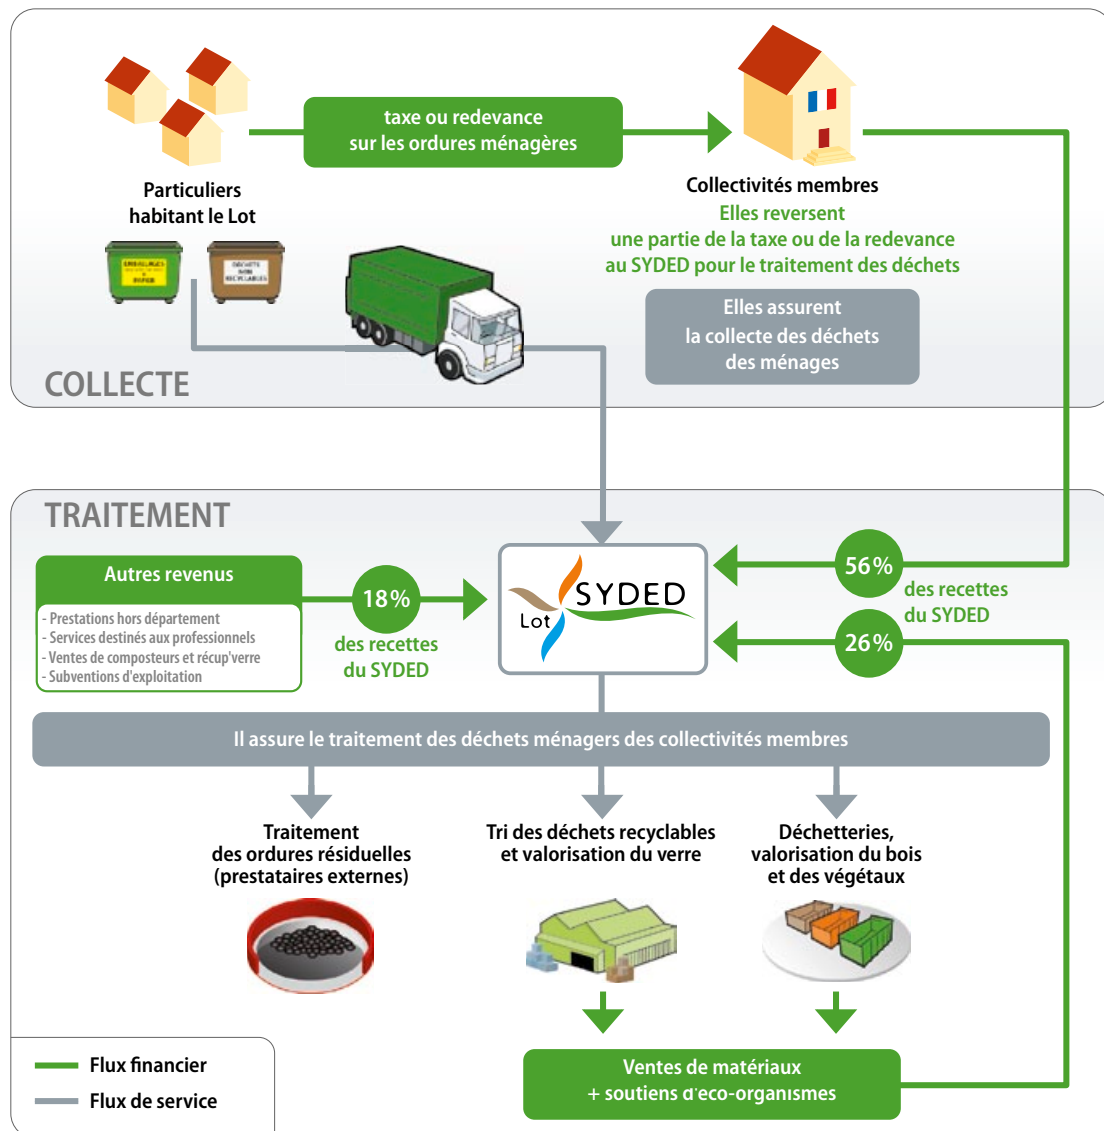 taxe ou redevance
sur les ordures ménagères
Particuliers
habitant le Lot
EMBALLAGES
PAPIER
DÉCHETS
NON
RECYCLABLES
Collectivités membres
Elles reversent
une partie de la taxe ou de la redevance
au SYDED pour le traitement des déchets
Elles assurent
la collecte des déchets
des ménages
COLLECTE
TRAITEMENT
Autres revenus
- Prestations hors département
- Services destinés aux professionnels
- Ventes de composteurs et récup'verre
- Subventions d'exploitation
18%
des recettes
du SYDED
SYDED
Lot
56%
des recettes
du SYDED
26%
Il assure le traitement des déchets ménagers des collectivités membres
Traitement
des ordures résiduelles
(prestataires externes)
Tri des déchets recyclables
et valorisation du verre
Déchetteries,
valorisation du bois
et des végétaux
Ventes de matériaux
+ soutiens d'eco-organismes
Flux financier
Flux de service